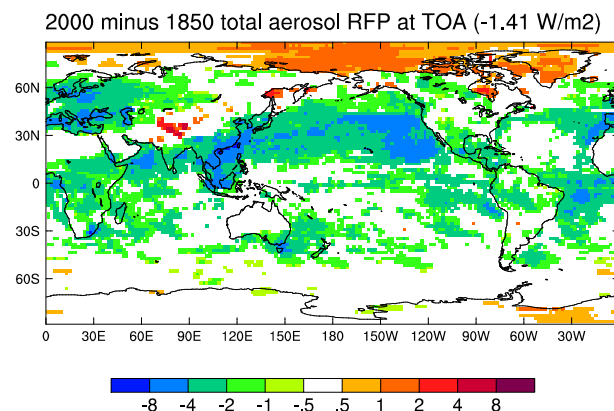 2000 minus 1850 total aerosol RFP at TOA (-1.41 W/m2)
60N
30N
0
30S
60S
0 30E 60E 90E 120E 150E 180 150W 120W 90W 60W 30W 0
-8 -4 -2 -1 -.5 .5 1 2 4 8